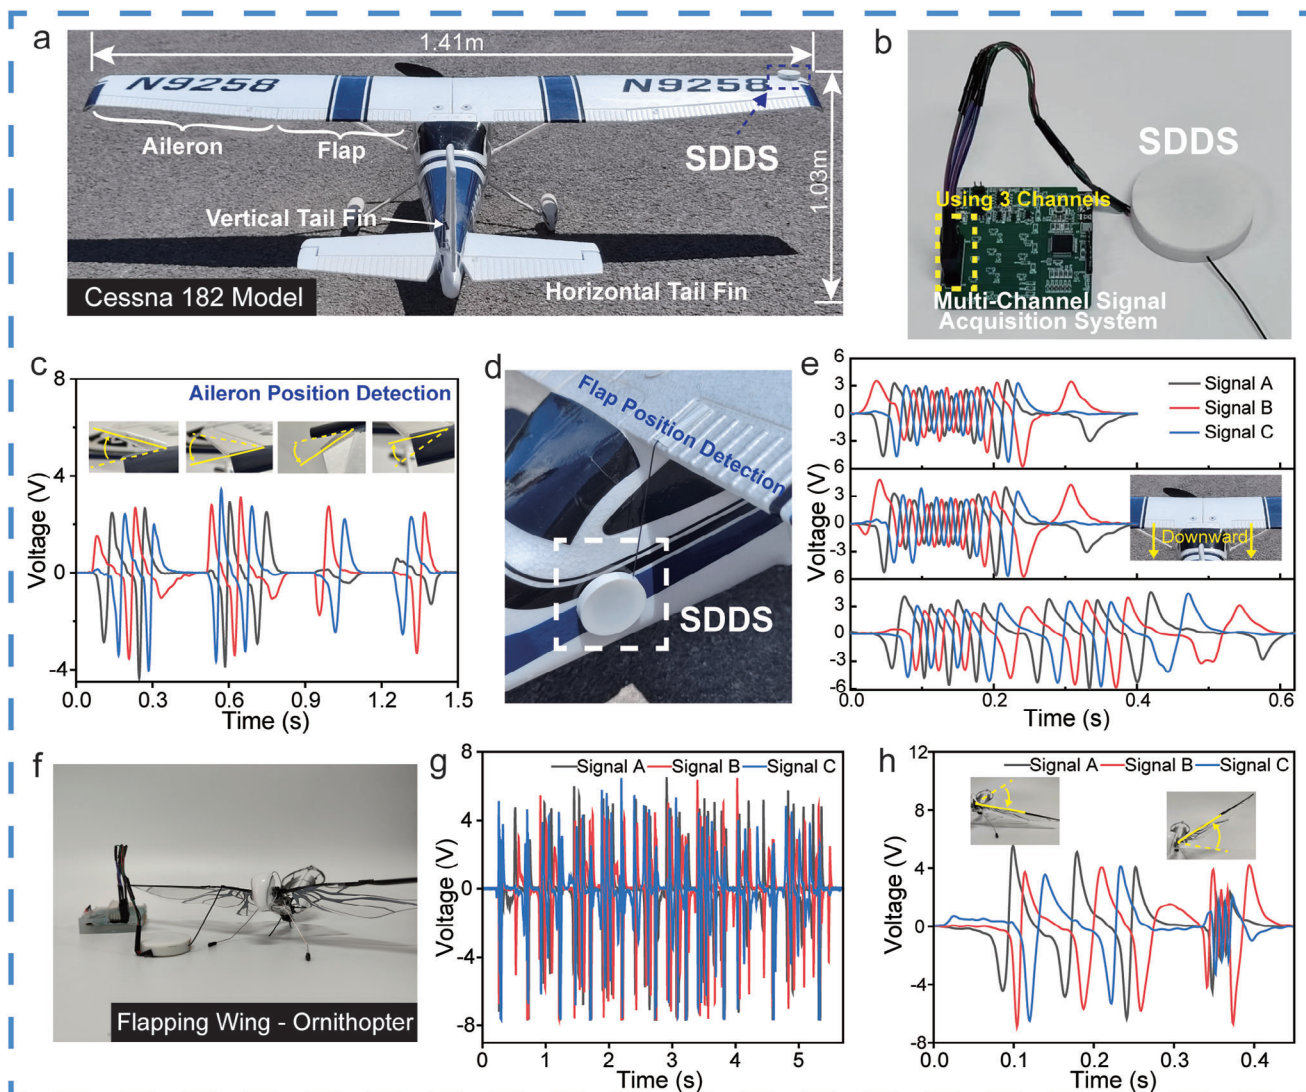 a
1.41m
N9258
N9258
Aileron
Flap
SDDS
1.03m
Vertical Tail Fin
Horizontal Tail Fin
Cessna 182 Model
b
SDDS
Using 3 Channels
Multi-Channel Signal
Acquisition System
c
Aileron Position Detection
Voltage (V)
8
4
0
-4
0.0 0.3 0.6 0.9 1.2 1.5
Time (s)
d
Flap Position Detection
SDDS
e
Signal A
Signal B
Signal C
Downward
Voltage (V)
Voltage (V)
6
3
0
-3
6
3
0
-3
6
3
0
-3
-6
0.0 0.2 0.4 0.6
Time (s)
f
Flapping Wing - Ornithopter
g
Signal A Signal B Signal C
Voltage (V)
8
4
0
-4
-8
0 1 2 3 4 5
Time (s)
h
Signal A Signal B Signal C
Voltage (V)
12
8
4
0
-4
-8
0.0 0.1 0.2 0.3 0.4
Time (s)